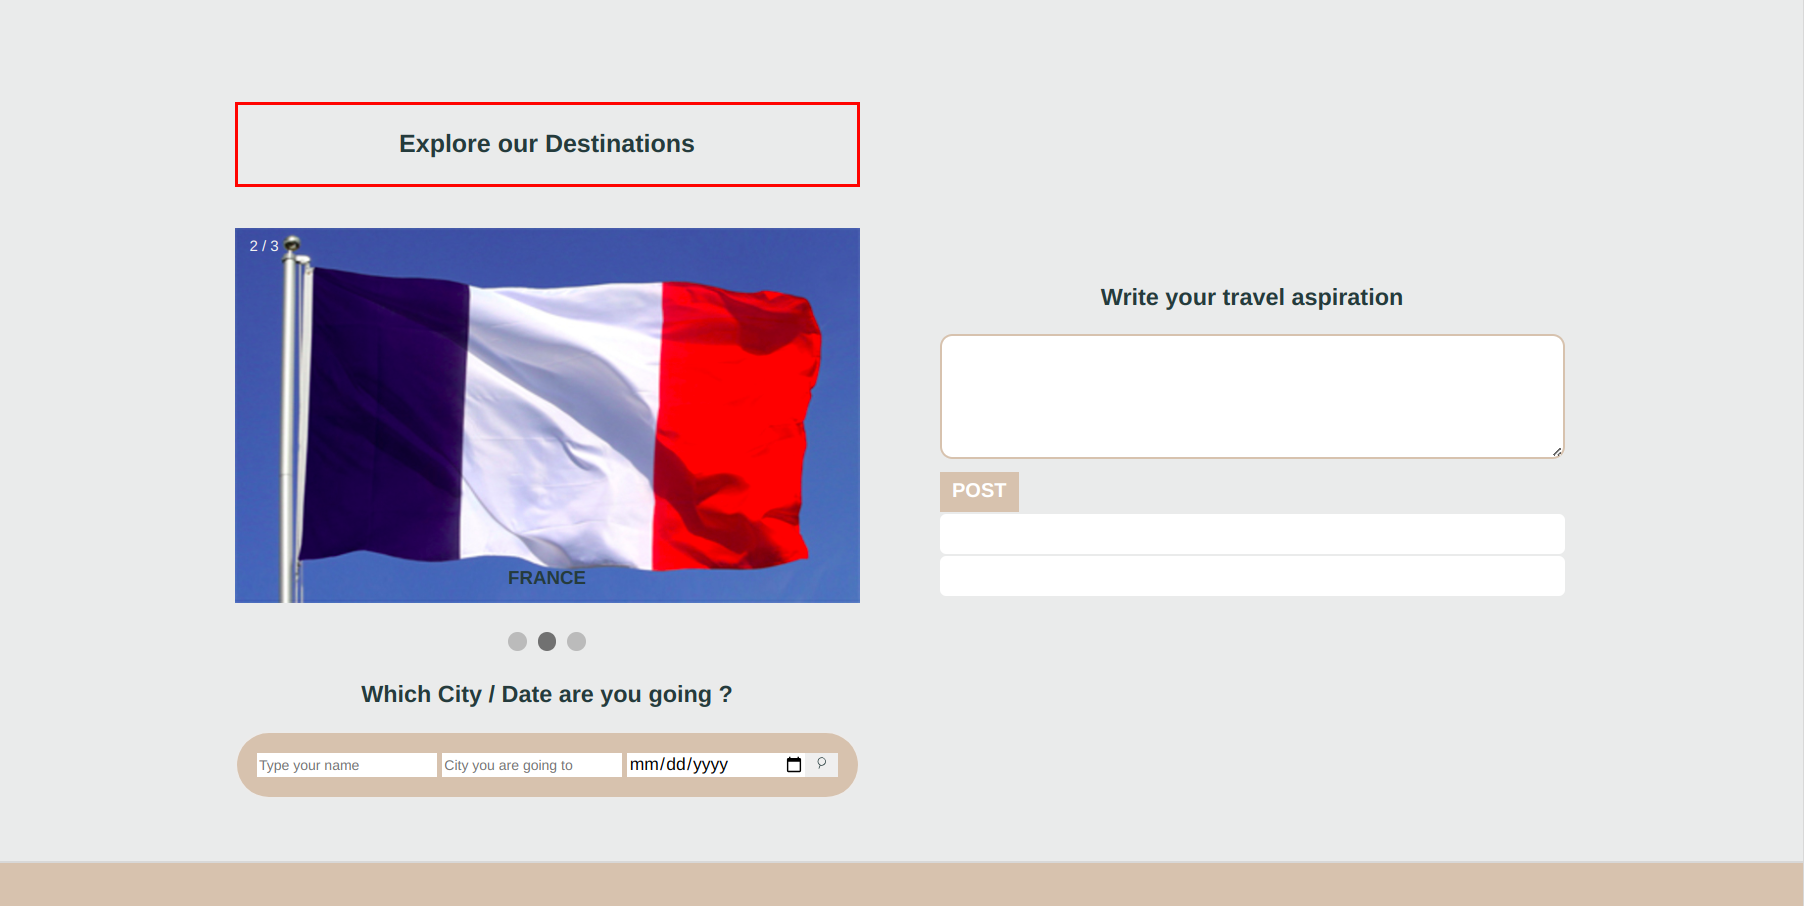 Explore our Destinations
2 / 3
FRANCE
Which City / Date are you going ?
Type your name
City you are going to
mm/dd/yyyy
Write your travel aspiration
POST